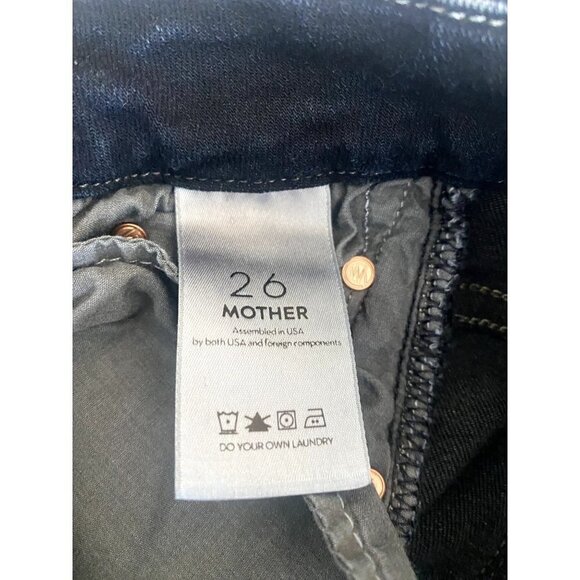 26
MOTHER
Assembled in USA
by both USA and foreign components
DO YOUR OWN LAUNDRY